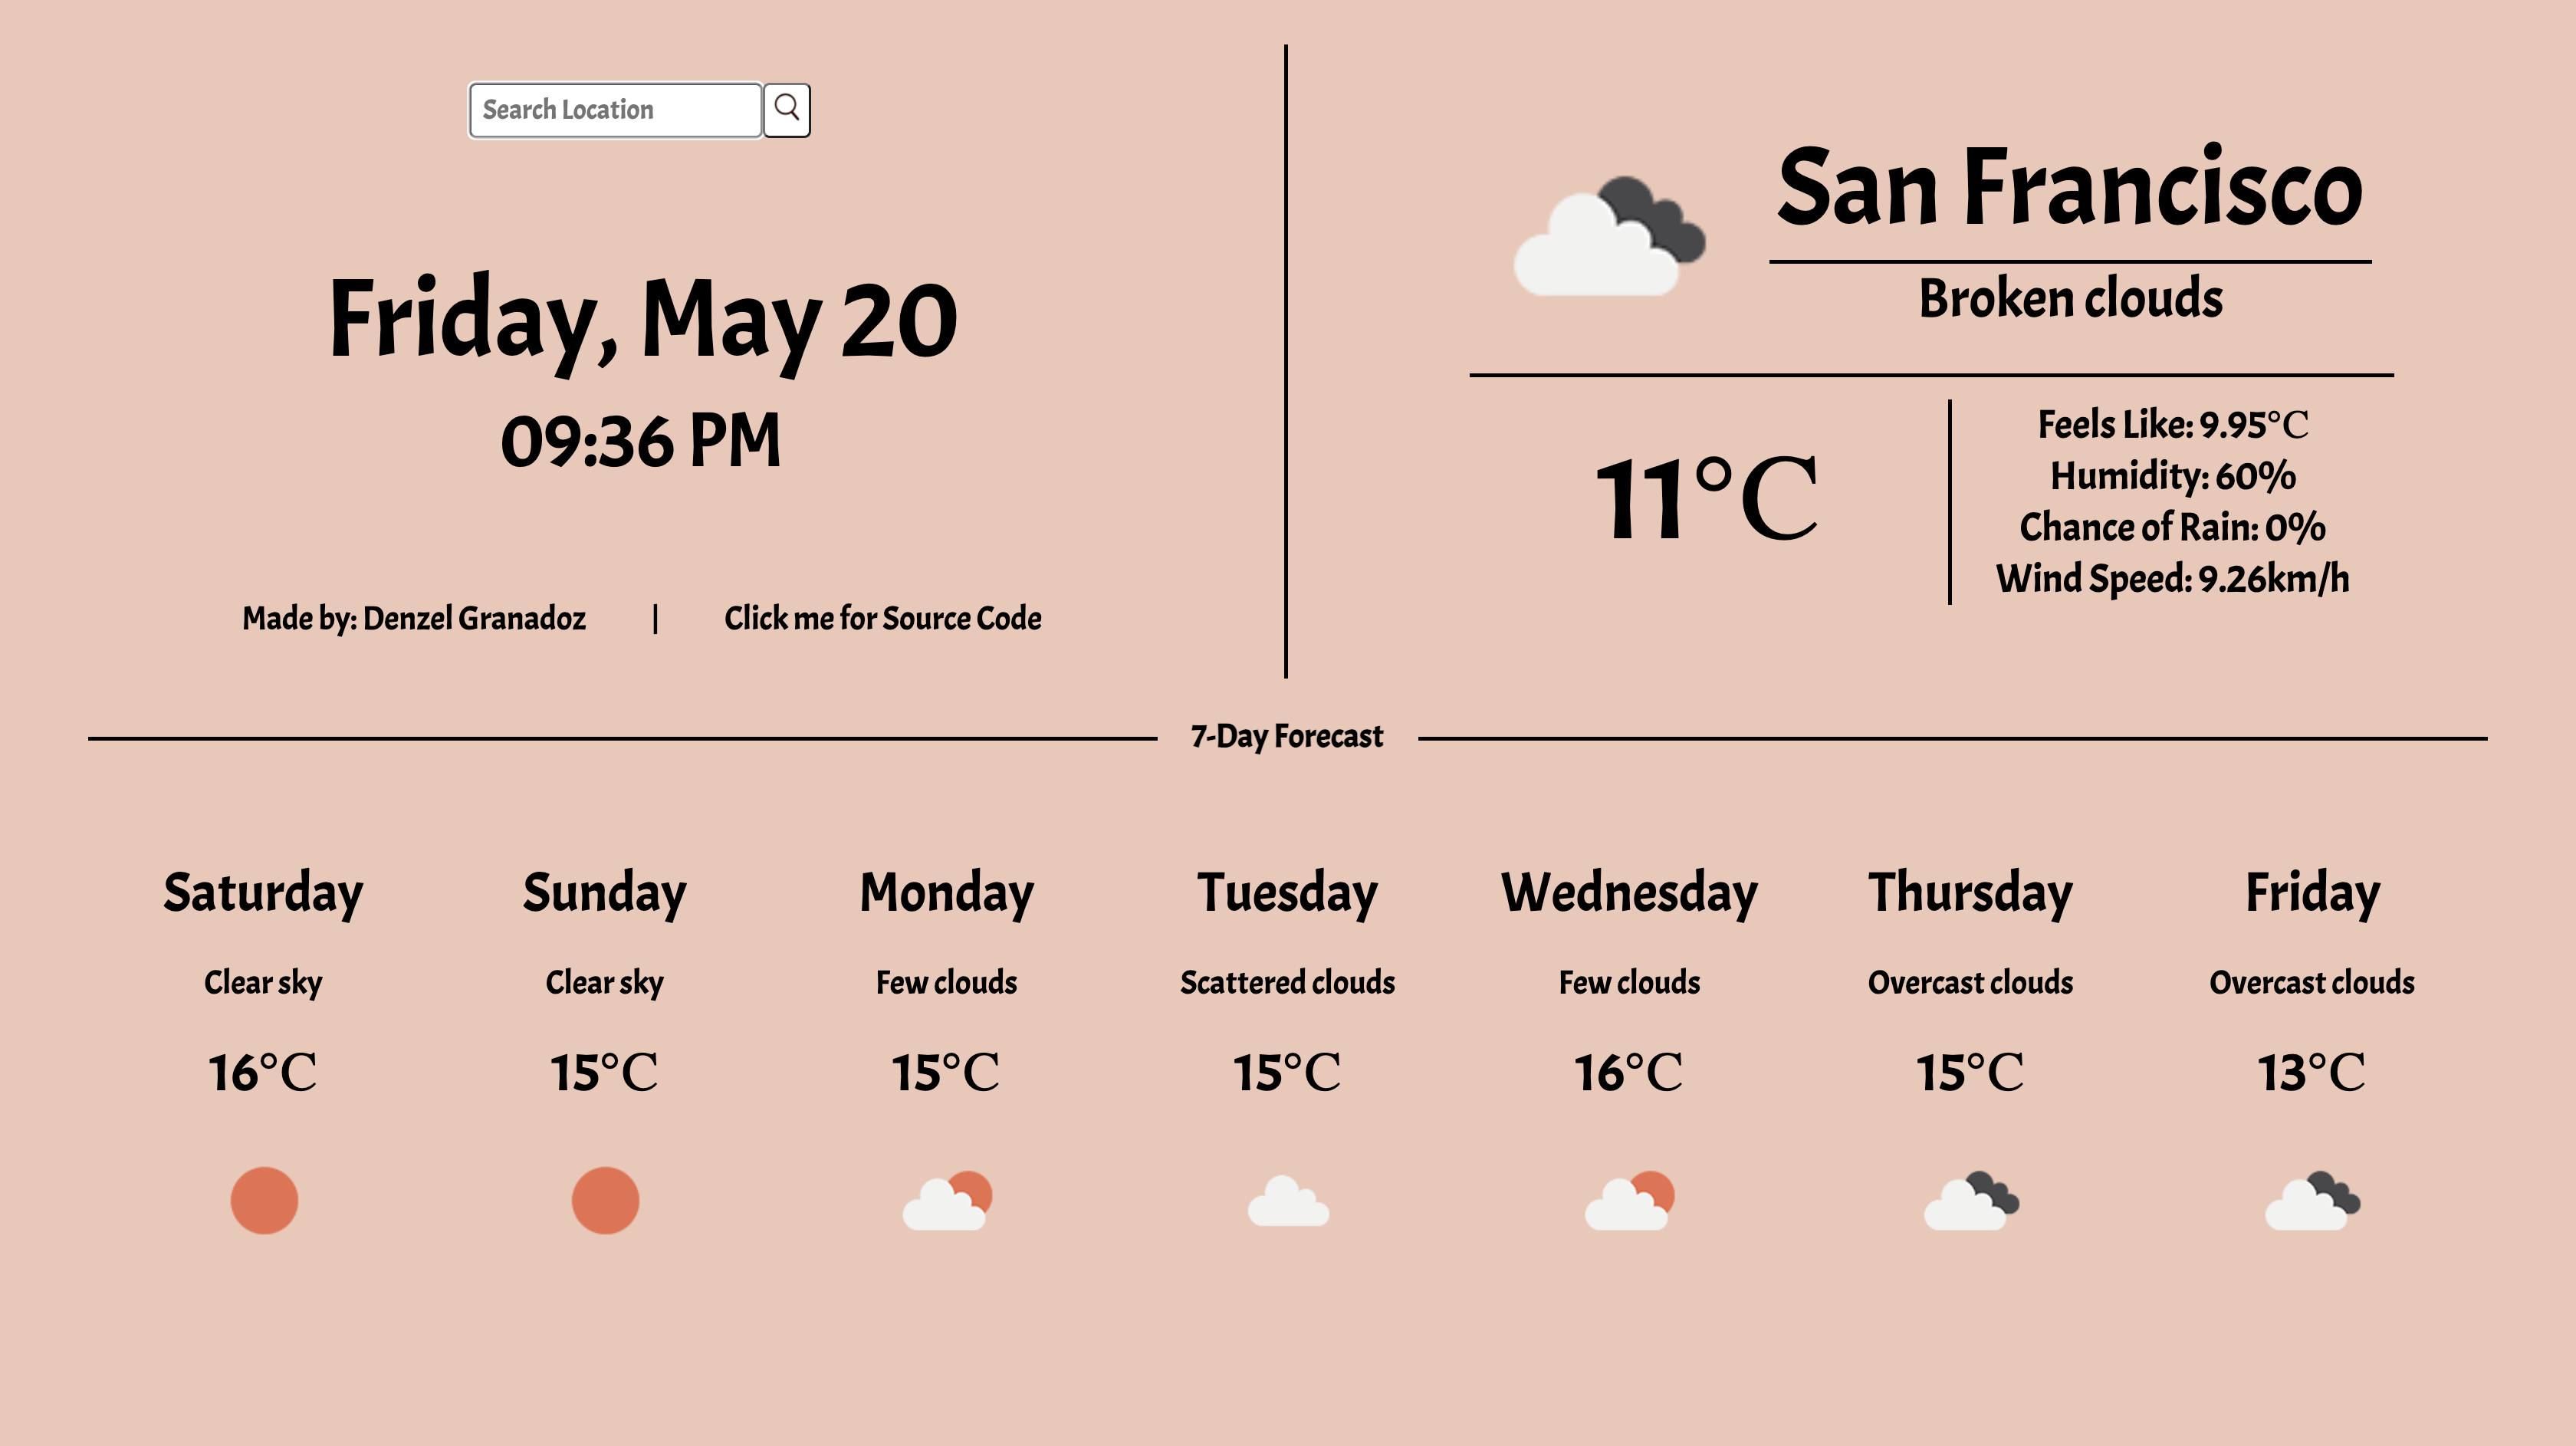 Search Location
Friday, May 20
09:36 PM
Made by: Denzel Granadoz | Click me for Source Code
San Francisco
Broken clouds
11°C
Feels Like: 9.95°C
Humidity: 60%
Chance of Rain: 0%
Wind Speed: 9.26km/h
7-Day Forecast
Saturday
Clear sky
16°C
Sunday
Clear sky
15°C
Monday
Few clouds
15°C
Tuesday
Scattered clouds
15°C
Wednesday
Few clouds
16°C
Thursday
Overcast clouds
15°C
Friday
Overcast clouds
13°C